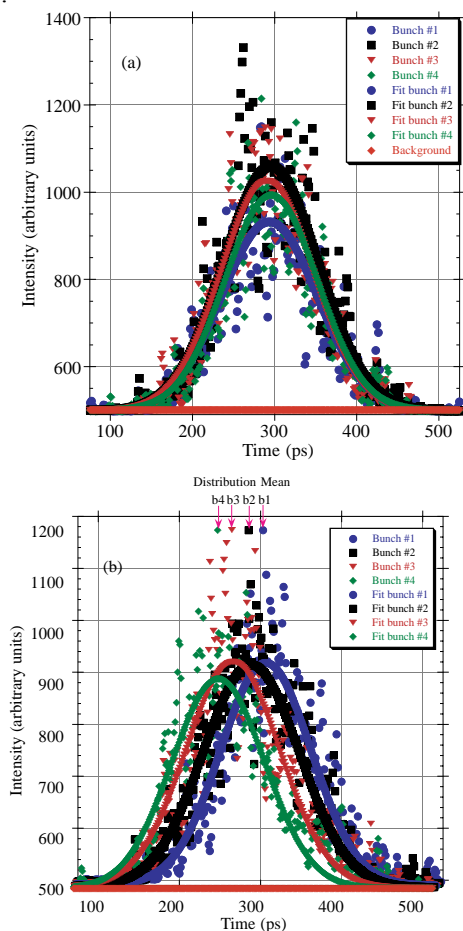 1400
1200
1000
800
600
Intensity (arbitrary units)
(a)
Bunch #1
Bunch #2
Bunch #3
Bunch #4
Fit bunch #1
Fit bunch #2
Fit bunch #3
Fit bunch #4
Background
100 200 300 400 500
Time (ps)
Distribution Mean
b4 b3 b2 b1
1200
1100
1000
900
800
700
600
500
Intensity (arbitrary units)
(b)
Bunch #1
Bunch #2
Bunch #3
Bunch #4
Fit bunch #1
Fit bunch #2
Fit bunch #3
Fit bunch #4
100 200 300 400 500
Time (ps)